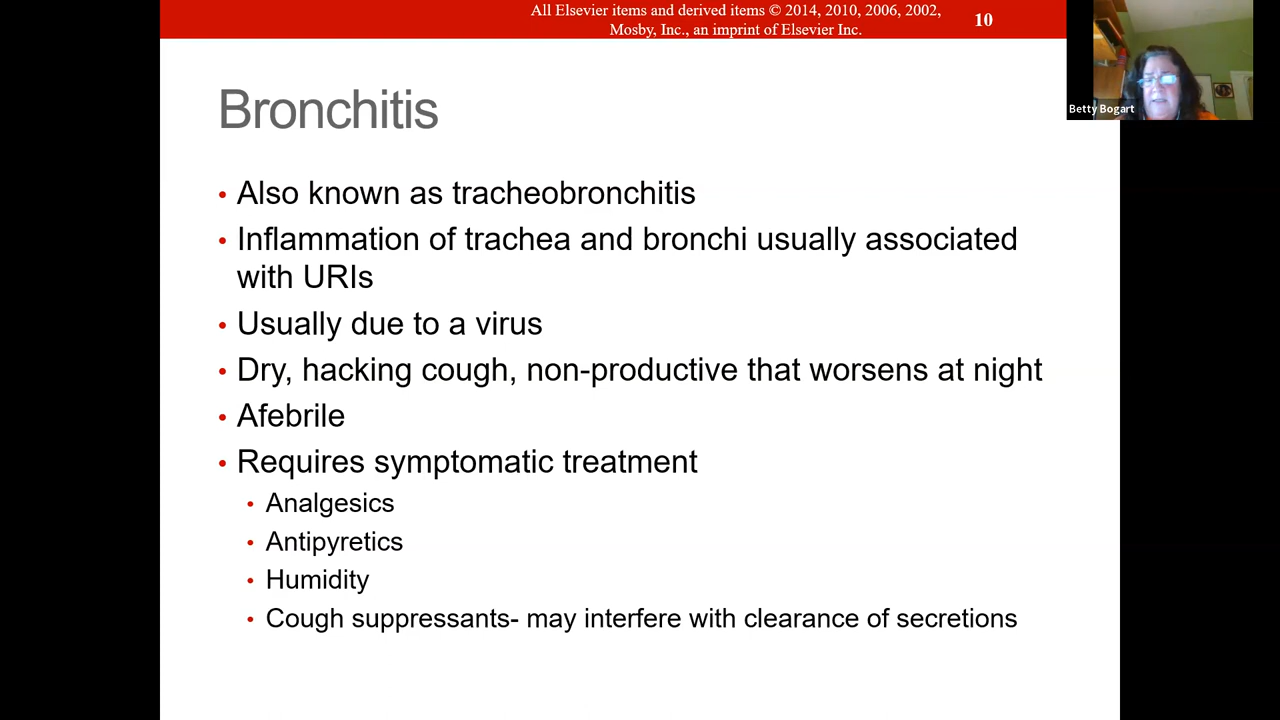 All Elsevier items and derived items © 2014, 2010, 2006, 2002,
Mosby, Inc., an imprint of Elsevier Inc.
10
Betty Bogart
Bronchitis
• Also known as tracheobronchitis
• Inflammation of trachea and bronchi usually associated
with URIs
• Usually due to a virus
• Dry, hacking cough, non-productive that worsens at night
• Afebrile
• Requires symptomatic treatment
• Analgesics
• Antipyretics
• Humidity
• Cough suppressants- may interfere with clearance of secretions